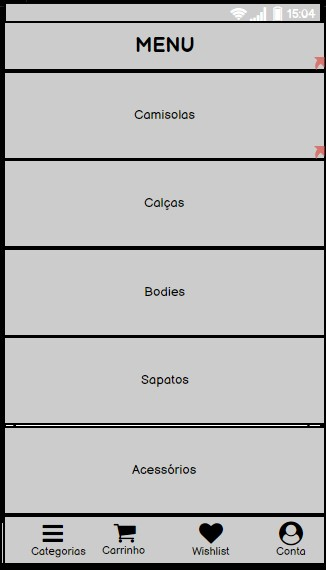 15:04
MENU
Camisolas
Calças
Bodies
Sapatos
Acessórios
Categorias Carrinho Wishlist Conta